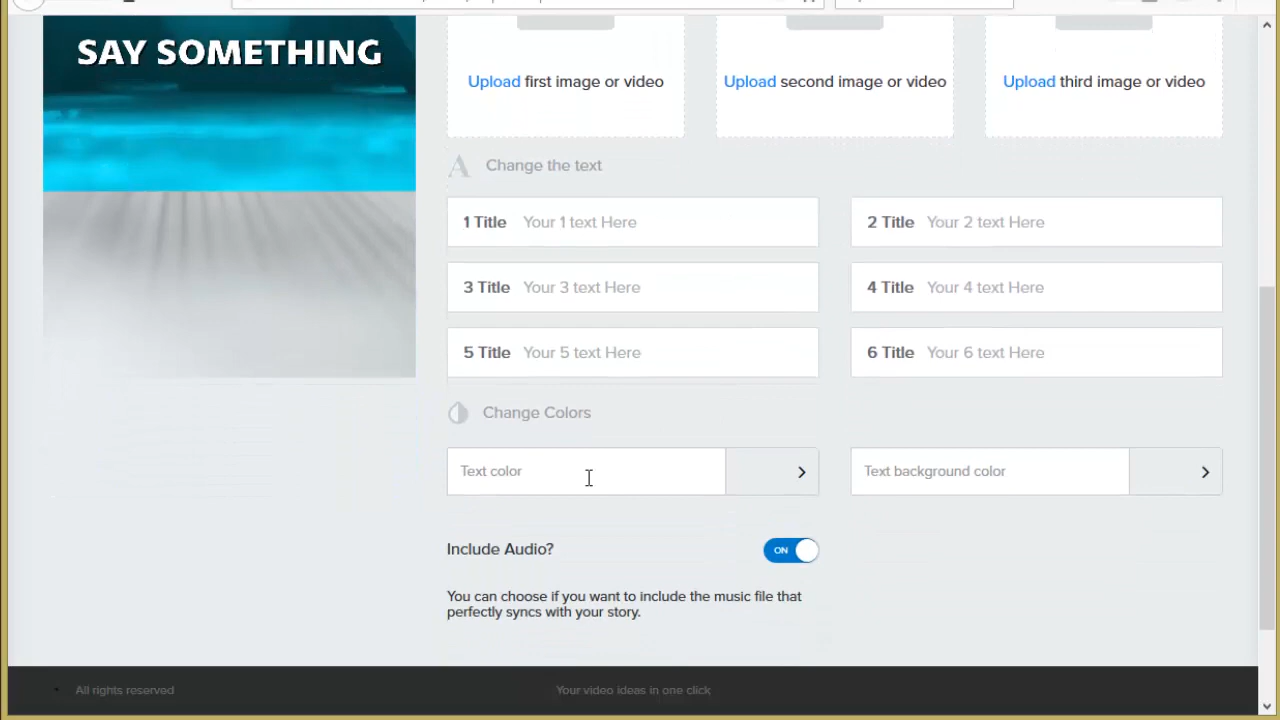 SAY SOMETHING
Upload first image or video
Upload second image or video
Upload third image or video
A Change the text
1 Title Your 1 text Here
2 Title Your 2 text Here
3 Title Your 3 text Here
4 Title Your 4 text Here
5 Title Your 5 text Here
6 Title Your 6 text Here
Change Colors
Text color
Text background color
Include Audio?
ON
You can choose if you want to include the music file that
perfectly syncs with your story.
All rights reserved
Your video ideas in one click